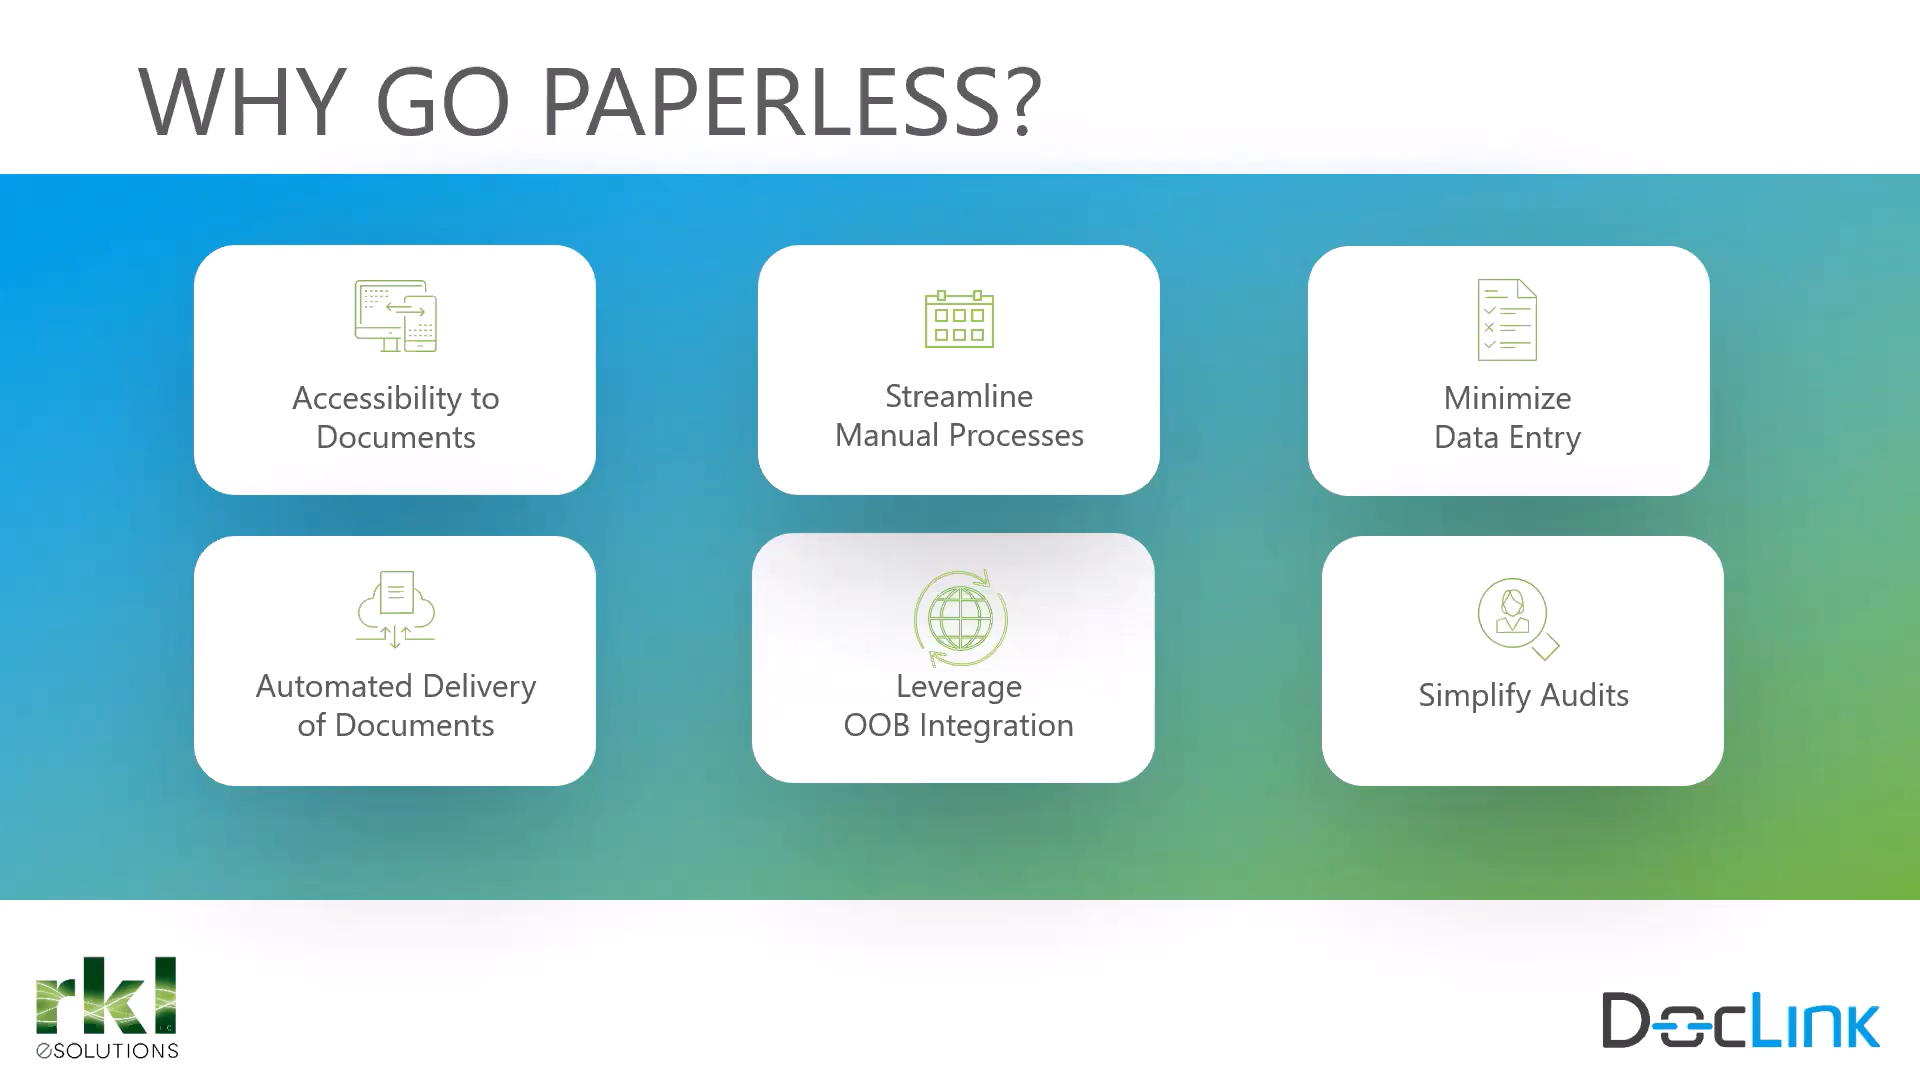 WHY GO PAPERLESS?
Accessibility to
Documents
Streamline
Manual Processes
Minimize
Data Entry
Automated Delivery
of Documents
Leverage
OOB Integration
Simplify Audits
rkl
eSOLUTIONS
DocLink